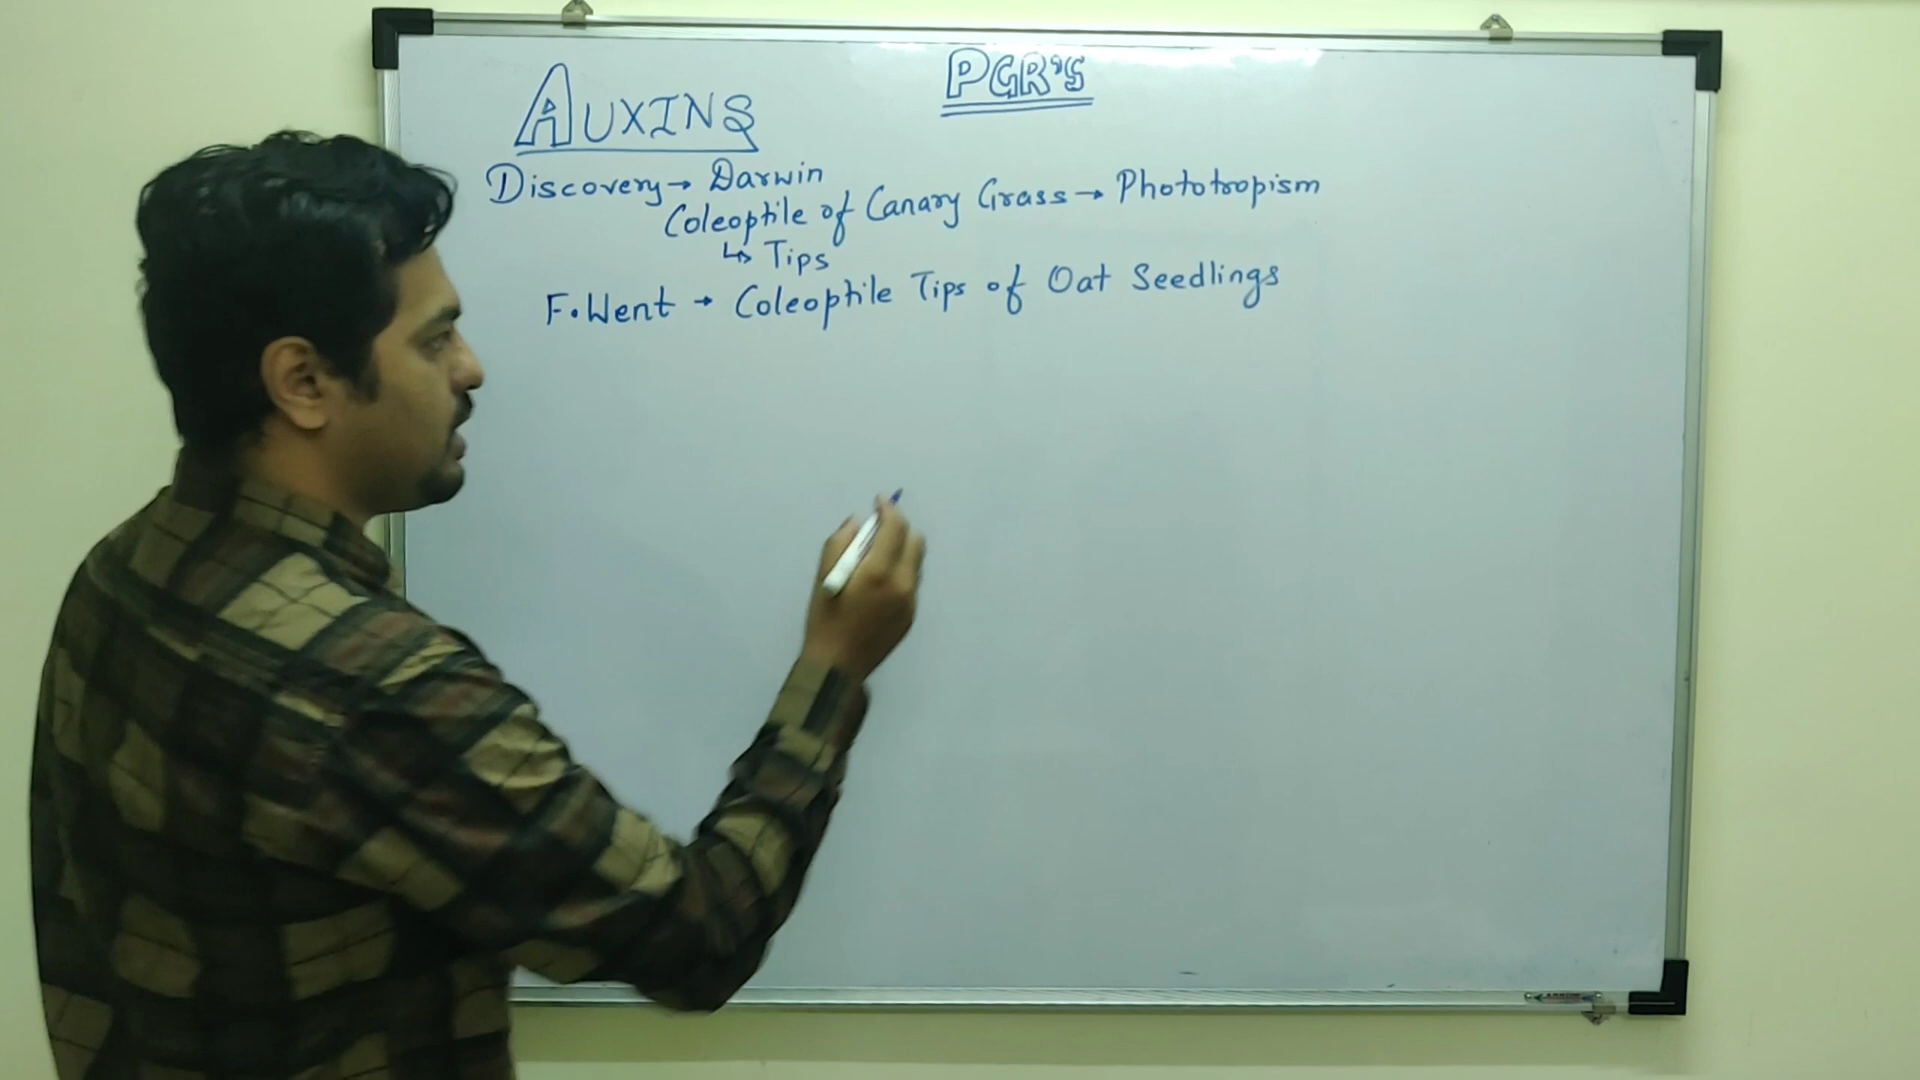 PGR's
AUXINS
Discovery → Darwin
Coleoptile of Canary Grass → Phototropism
↳ Tips
F. Went → Coleoptile Tips of Oat Seedlings